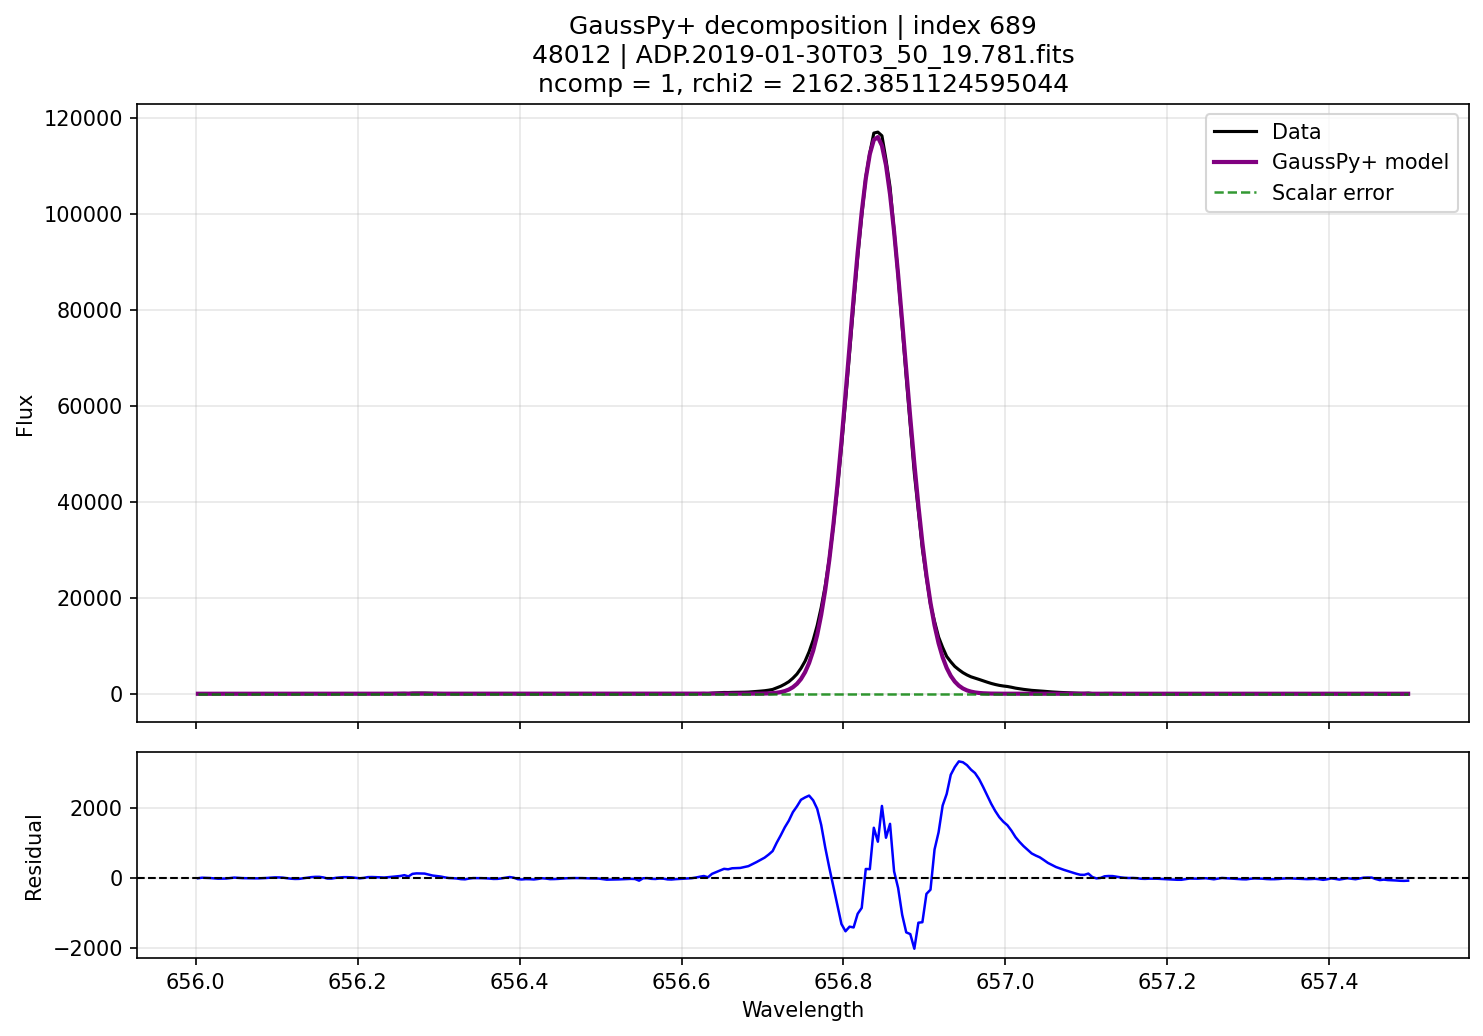 GaussPy+ decomposition | index 689
48012 | ADP.2019-01-30T03_50_19.781.fits
ncomp = 1, rchi2 = 2162.3851124595044
120000
100000
80000
60000
40000
20000
0
Flux
Data
GaussPy+ model
Scalar error
2000
0
−2000
Residual
656.0
656.2
656.4
656.6
656.8
657.0
657.2
657.4
Wavelength